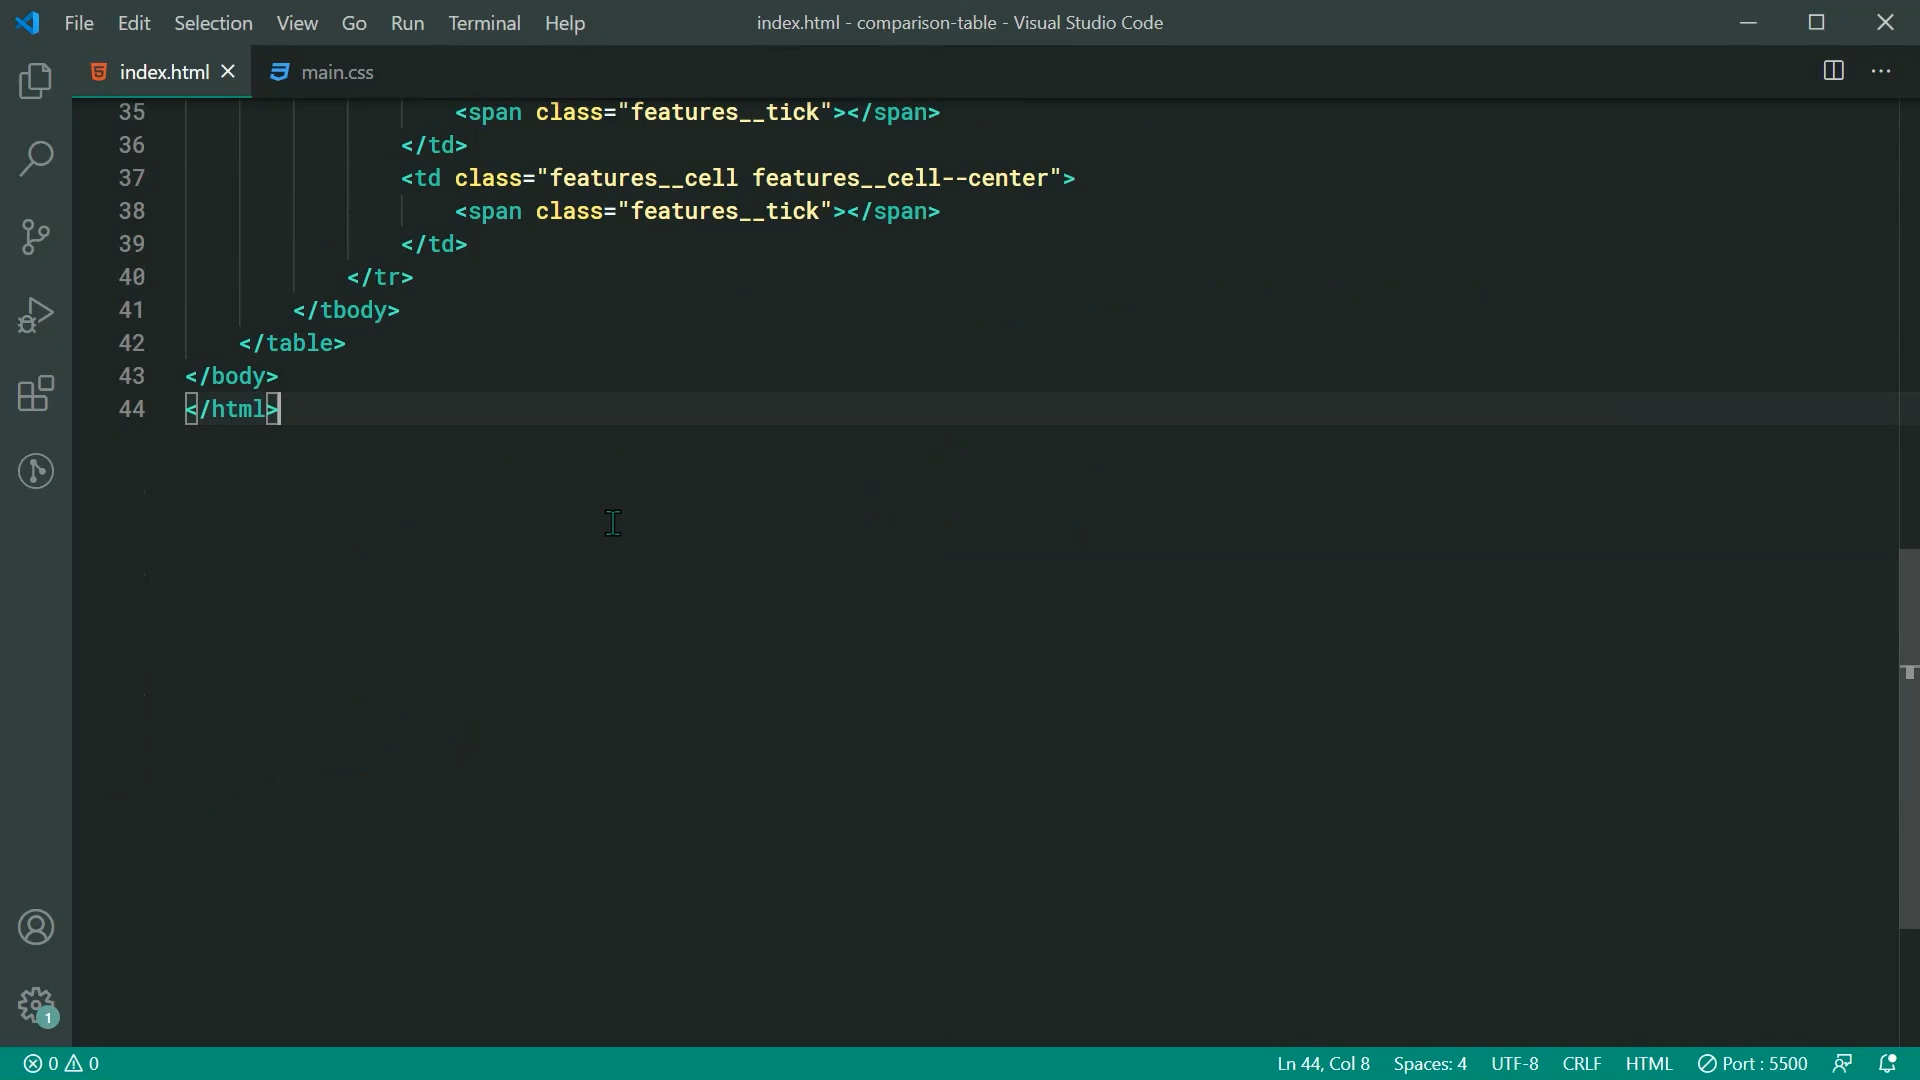 File Edit Selection View Go Run Terminal Help index.html - comparison-table - Visual Studio Code
index.html main.css
35 <span class="features__tick"></span>
36 </td>
37 <td class="features__cell features__cell--center">
38 <span class="features__tick"></span>
39 </td>
40 </tr>
41 </tbody>
42 </table>
43 </body>
44 </html>
1
0 0 Ln 44, Col 8 Spaces: 4 UTF-8 CRLF HTML Port : 5500